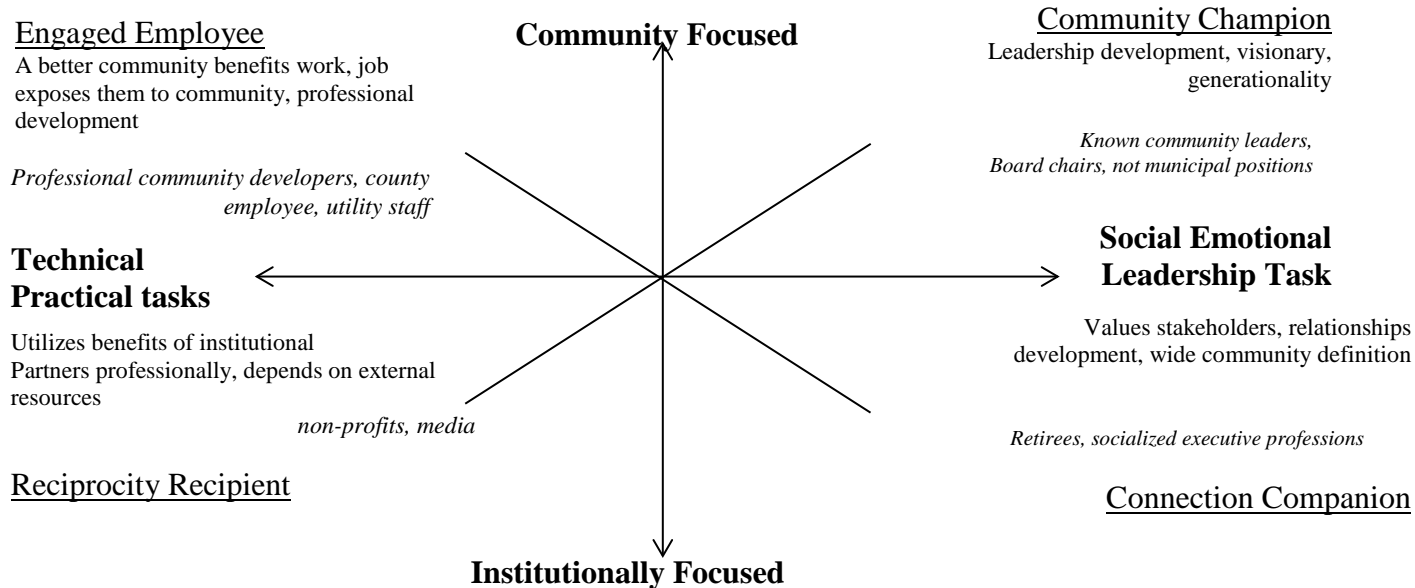 Engaged Employee
A better community benefits work, job
exposes them to community, professional
development
Professional community developers, county
employee, utility staff
Community Focused
Community Champion
Leadership development, visionary,
generationality
Known community leaders,
Board chairs, not municipal positions
Technical
Practical tasks
Social Emotional
Leadership Task
Utilizes benefits of institutional
Partners professionally, depends on external
resources
non-profits, media
Reciprocity Recipient
Values stakeholders, relationships
development, wide community definition
Retirees, socialized executive professions
Connection Companion
Institutionally Focused